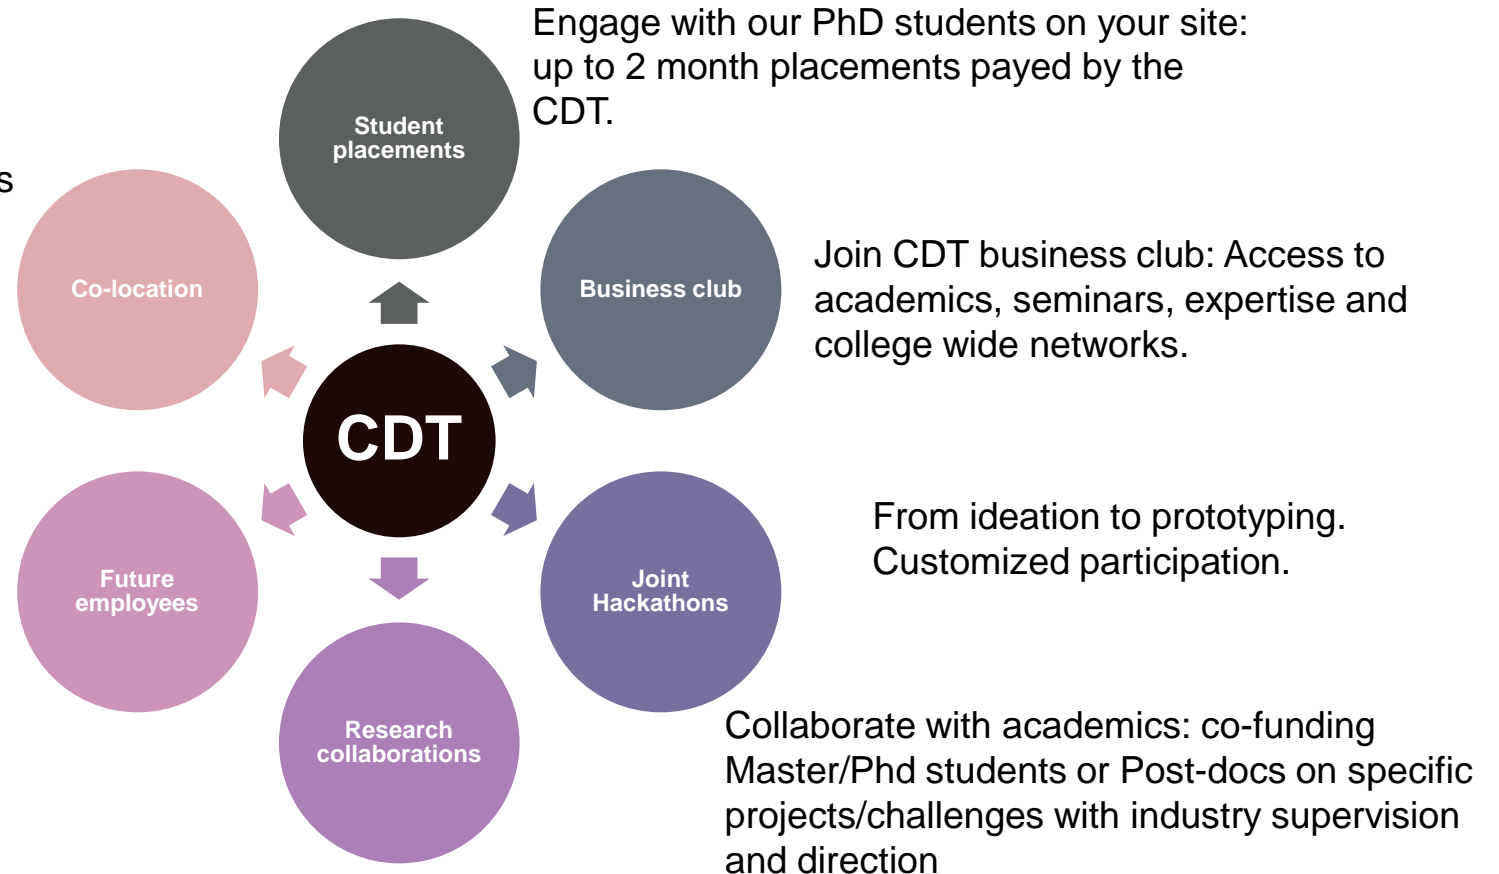 Engage with our PhD students on your site:
up to 2 month placements payed by the
CDT.
Student
placements
s
Co-location
Business club
Join CDT business club: Access to
academics, seminars, expertise and
college wide networks.
CDT
From ideation to prototyping.
Customized participation.
Future
employees
Joint
Hackathons
Research
collaborations
Collaborate with academics: co-funding
Master/Phd students or Post-docs on specific
projects/challenges with industry supervision
and direction